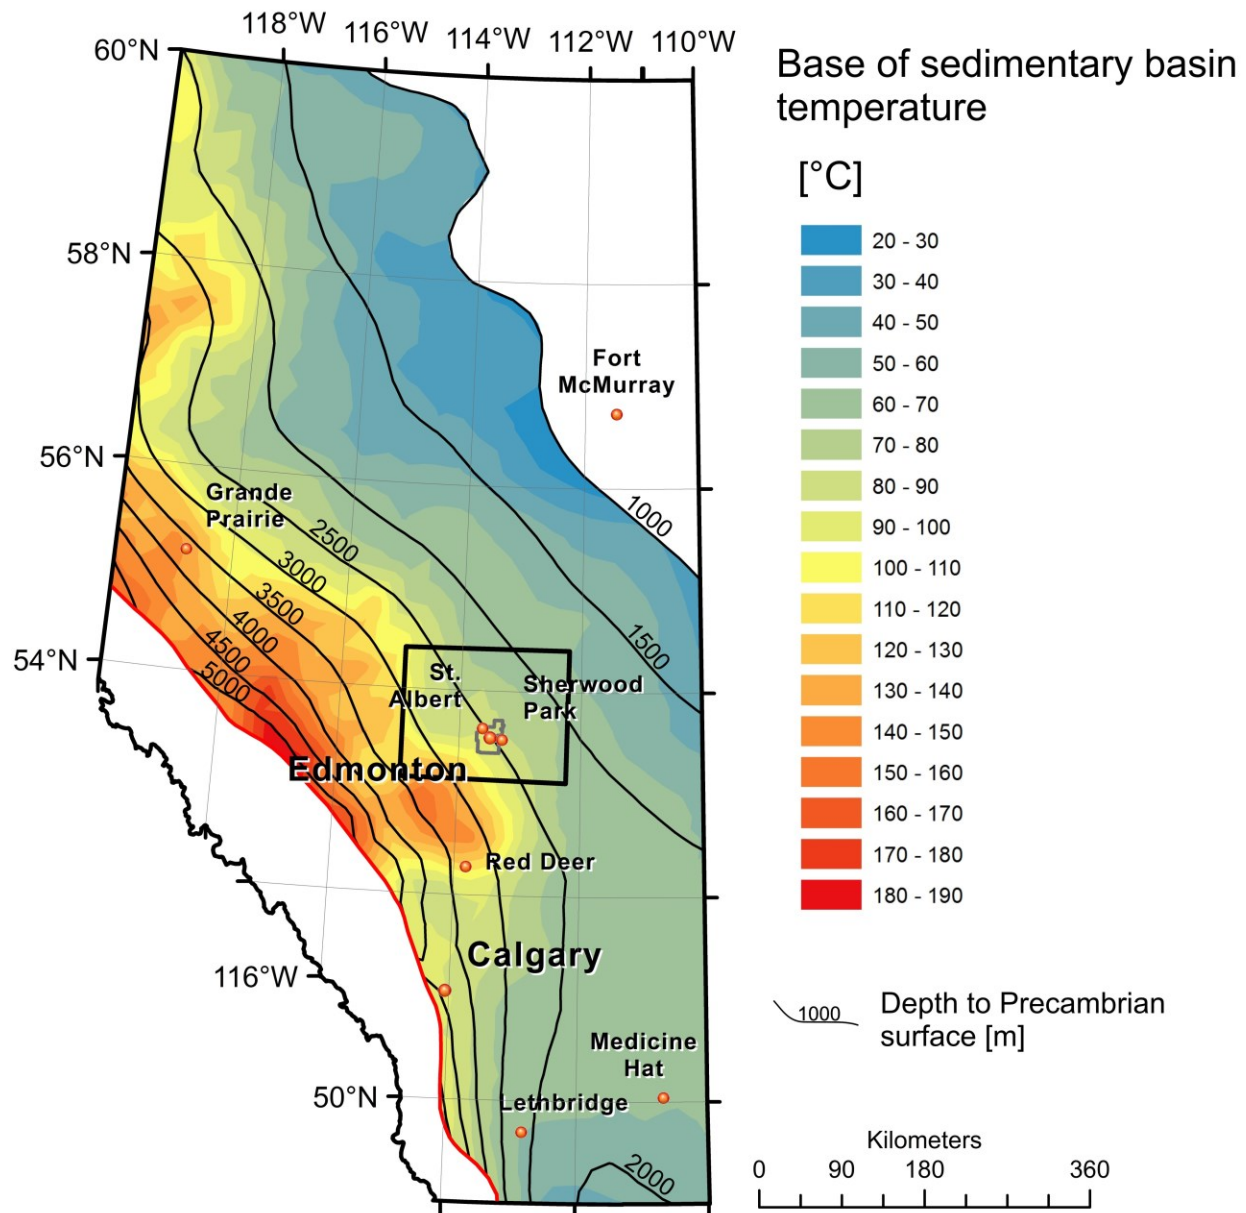 118°W
116°W
114°W
112°W
110°W
60°N
58°N
56°N
54°N
116°W
50°N
Fort
McMurray
Grande
Prairie
1000
2500
3000
3500
4000
4500
5000
1500
St.
Albert
Sherwood
Park
Edmonton
Red Deer
Calgary
Medicine
Hat
Lethbridge
2000
Base of sedimentary basin
temperature
[°C]
20 - 30
30 - 40
40 - 50
50 - 60
60 - 70
70 - 80
80 - 90
90 - 100
100 - 110
110 - 120
120 - 130
130 - 140
140 - 150
150 - 160
160 - 170
170 - 180
180 - 190
1000
Depth to Precambrian
surface [m]
Kilometers
0 90 180 360